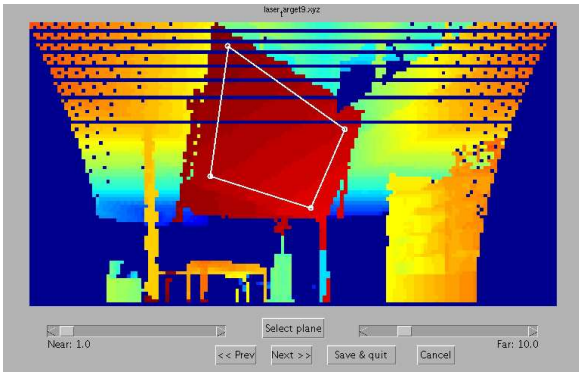 laser_target9.xyz
Select plane
Near: 1.0
Far: 10.0
<< Prev
Next >>
Save & quit
Cancel